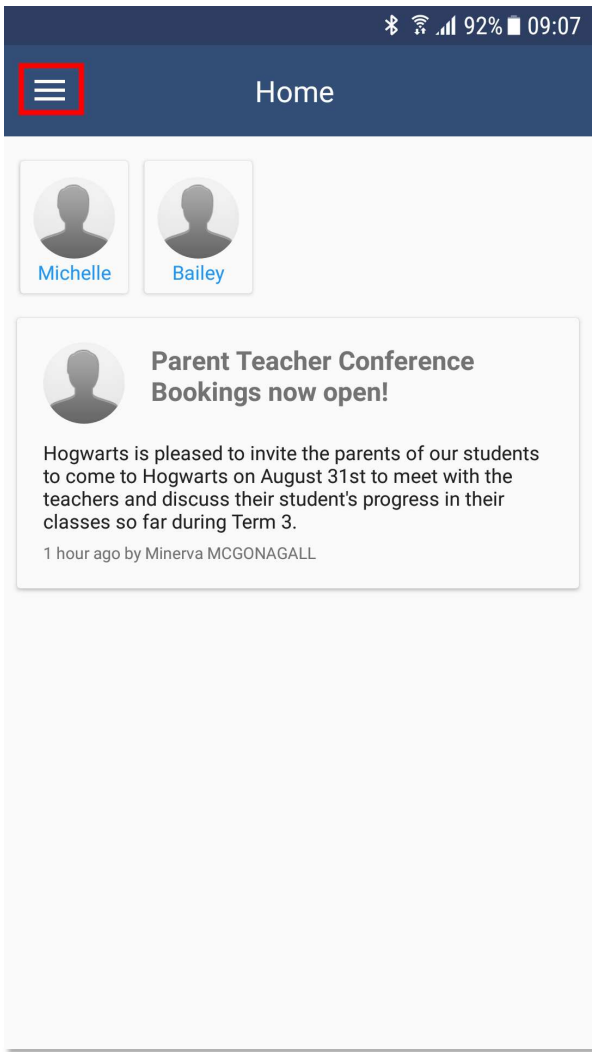 92% 09:07
Home
Michelle Bailey
Parent Teacher Conference
Bookings now open!
Hogwarts is pleased to invite the parents of our students
to come to Hogwarts on August 31st to meet with the
teachers and discuss their student's progress in their
classes so far during Term 3.
1 hour ago by Minerva MCGONAGALL